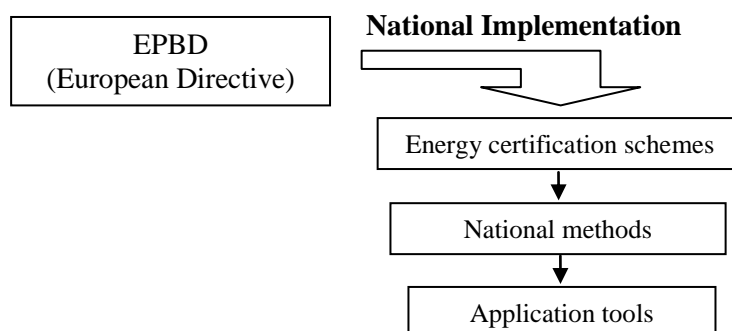 EPBD
(European Directive)
National Implementation
Energy certification schemes
National methods
Application tools